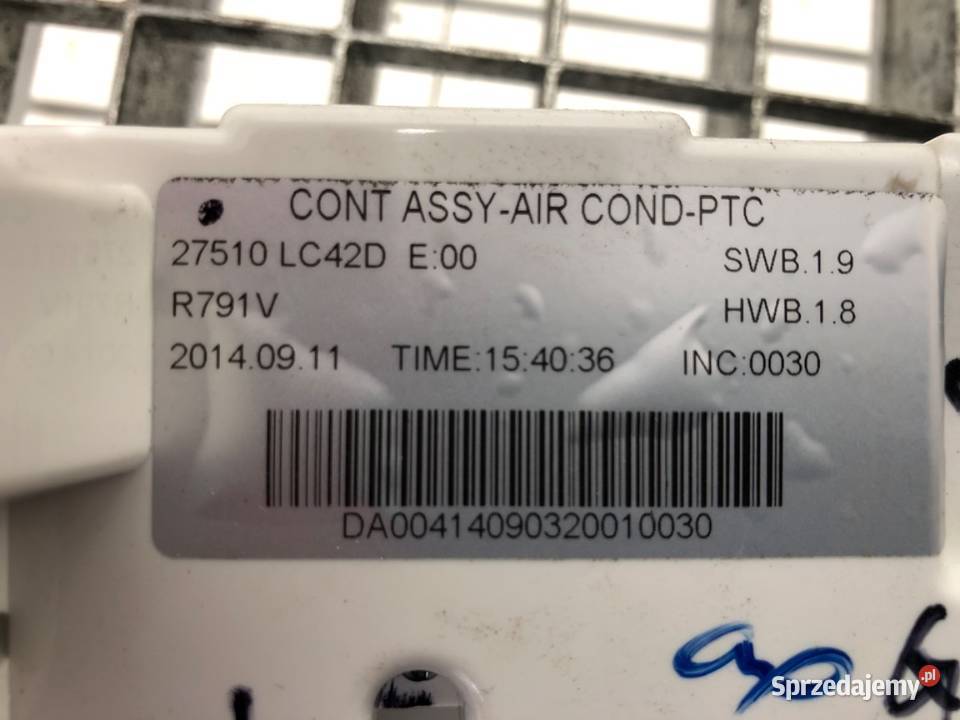 CONT ASSY-AIR COND-PTC
27510 LC42D E:00 SWB.1.9
R791V HWB.1.8
2014.09.11 TIME:15:40:36 INC:0030
DA00414090320010030
Sprzedajemy.pl